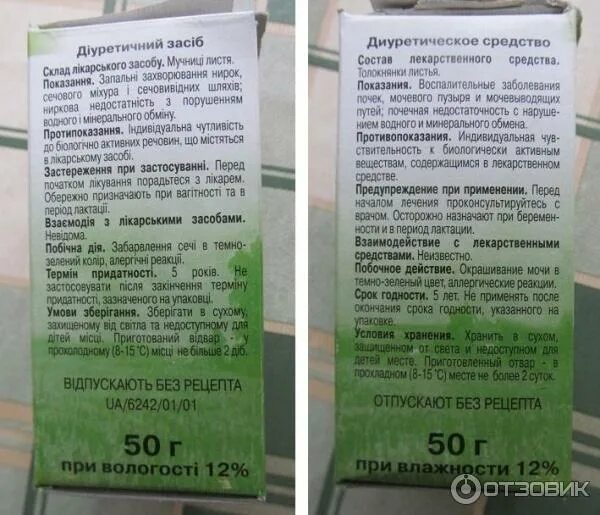 Діуретичний засіб
Склад лікарського засобу. Мучниці листя.
Показання. Запальні захворювання нирок,
сечового міхура і сечовивідних шляхів;
ниркова недостатність з порушенням
водного і мінерального обміну.
Протипоказання. Індивідуальна чутливість
до біологічно активних речовин, що містяться
в лікарському засобі.
Застереження при застосуванні. Перед
початком лікування порадьтеся з лікарем.
Обережно призначають при вагітності та в
період лактації.
Взаємодія з лікарськими засобами.
Невідома.
Побічна дія. Забарвлення сечі в темно-
зелений колір, алергічні реакції.
Термін придатності. 5 років. Не
застосовувати після закінчення терміну
придатності, зазначеного на упаковці.
Умови зберігання. Зберігати в сухому,
захищеному від світла та недоступному для
дітей місці. Приготований відвар - у
прохолодному (8-15 °C) місці не більше 2 діб.
ВІДПУСКАЮТЬ БЕЗ РЕЦЕПТА
UA/6242/01/01
50 г
при вологості 12%
Диуретическое средство
Состав лекарственного средства.
Толокнянки листья.
Показания. Воспалительные заболевания
почек, мочевого пузыря и мочевыводящих
путей; почечная недостаточность с наруше-
нием водного и минерального обмена.
Противопоказания. Индивидуальная чув-
ствительность к биологически активным
веществам, содержащимся в лекарственном
средстве.
Предупреждение при применении. Перед
началом лечения проконсультируйтесь с
врачом. Осторожно назначают при беремен-
ности и в период лактации.
Взаимодействие с лекарственными
средствами. Неизвестно.
Побочное действие. Окрашивание мочи в
темно-зеленый цвет, аллергические реакции.
Срок годности. 5 лет. Не применять после
окончания срока годности, указанного на
упаковке.
Условия хранения. Хранить в сухом,
защищенном от света и недоступном для
детей месте. Приготовленный отвар - в
прохладном (8-15 °C) месте не более 2 суток.
ОТПУСКАЮТ БЕЗ РЕЦЕПТА
50 г
при влажности 12%
ОТЗОВИК